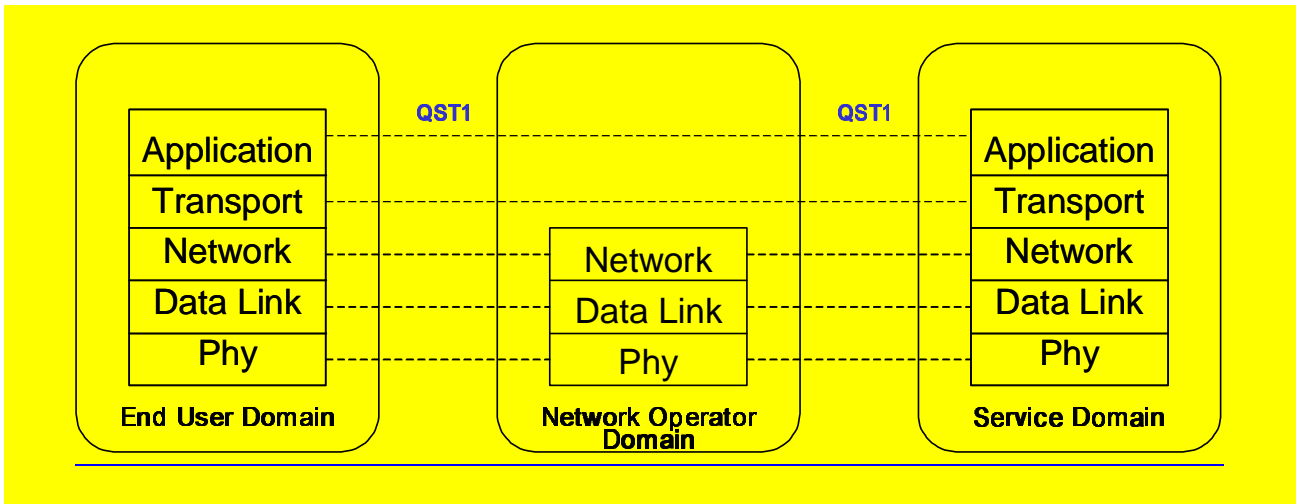 QST1
QST1
Application
Transport
Network
Data Link
Phy
End User Domain
Network
Data Link
Phy
Network Operator
Domain
Application
Transport
Network
Data Link
Phy
Service Domain